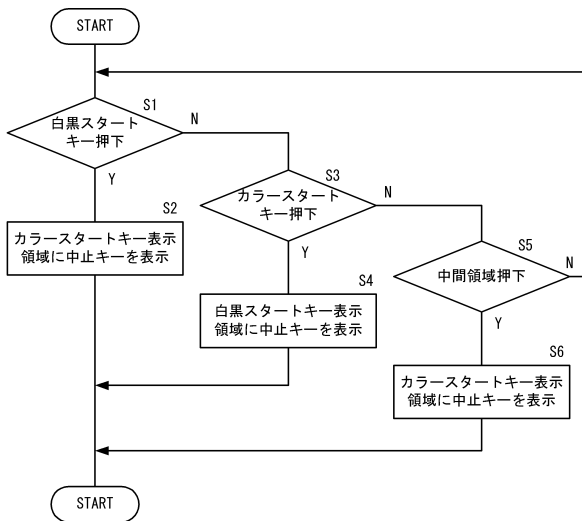 START
S1
白黒スタート
キー押下
N
Y
S2
カラースタートキー表示
領域に中止キーを表示
S3
カラースタート
キー押下
N
Y
S4
白黒スタートキー表示
領域に中止キーを表示
S5
中間領域押下
N
Y
S6
カラースタートキー表示
領域に中止キーを表示
START